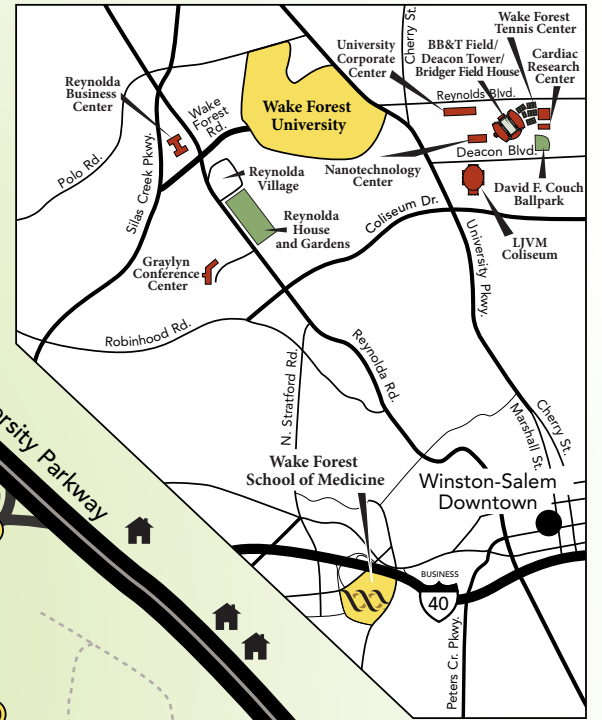 Cherry St.
Wake Forest
Tennis Center
University
Corporate
Center
BB&T Field/
Deacon Tower/
Bridger Field House
Cardiac
Research
Center
Reynolda
Business
Center
Wake
Forest
Rd.
Wake Forest
University
Reynolds Blvd.
Deacon Blvd.
Polo Rd.
Silas Creek Pkwy.
Reynolda
Village
Nanotechnology
Center
David F. Couch
Ballpark
Reynolda
House
and Gardens
Coliseum Dr.
University Pkwy.
LJVM
Coliseum
Graylyn
Conference
Center
Robinhood Rd.
N. Stratford Rd.
Reynolda Rd.
Cherry St.
Marshall St.
Wake Forest
School of Medicine
Winston-Salem
Downtown
ersity Parkway
BUSINESS
40
Peters Cr. Pkwy.